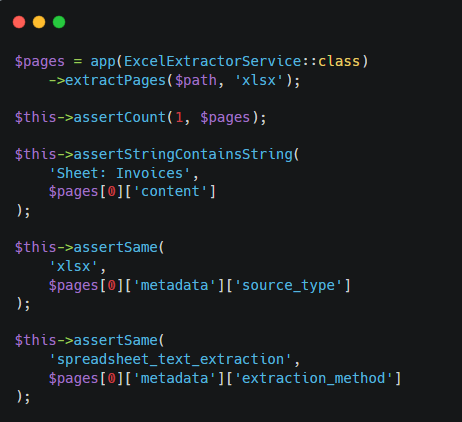 $pages = app(ExcelExtractorService::class)
    ->extractPages($path, 'xlsx');

$this->assertCount(1, $pages);

$this->assertStringContainsString(
    'Sheet: Invoices',
    $pages[0]['content']
);

$this->assertSame(
    'xlsx',
    $pages[0]['metadata']['source_type']
);

$this->assertSame(
    'spreadsheet_text_extraction',
    $pages[0]['metadata']['extraction_method']
);